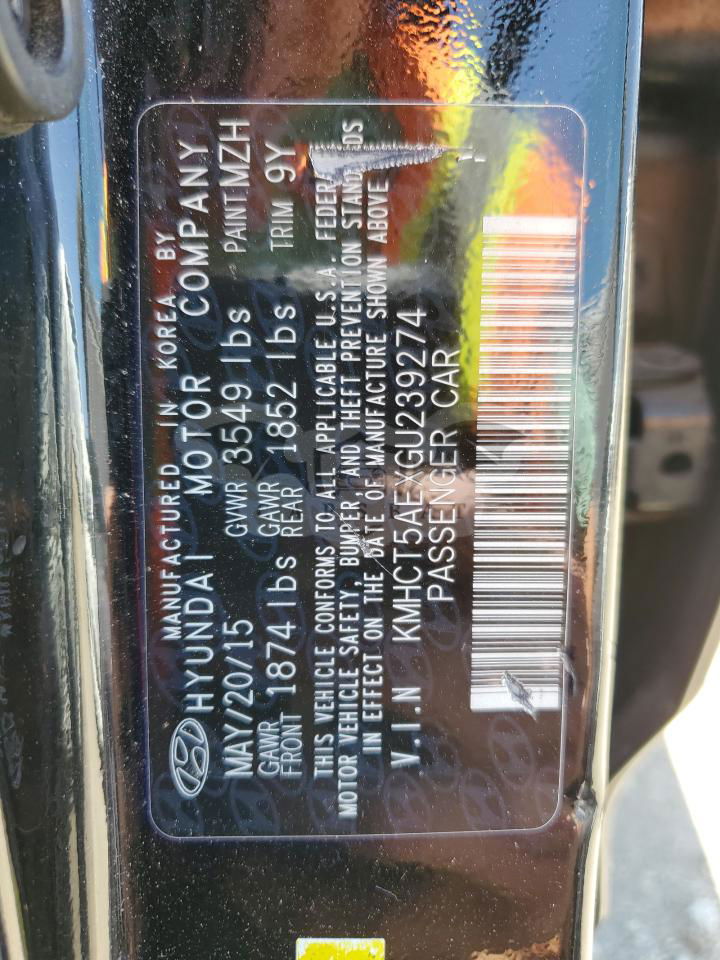 MANUFACTURED IN KOREA BY
HYUNDAI MOTOR COMPANY
MAY/20/15 GVWR 3549 lbs PAINT MZH
GAWR FRONT 1874 lbs GAWR REAR 1852 lbs TRIM 9Y
THIS VEHICLE CONFORMS TO ALL APPLICABLE U.S.A. FEDER
MOTOR VEHICLE SAFETY, BUMPER, AND THEFT PREVENTION STANDARDS
IN EFFECT ON THE DATE OF MANUFACTURE SHOWN ABOVE
V.I.N KMHCT5AEXGU239274
PASSENGER CAR